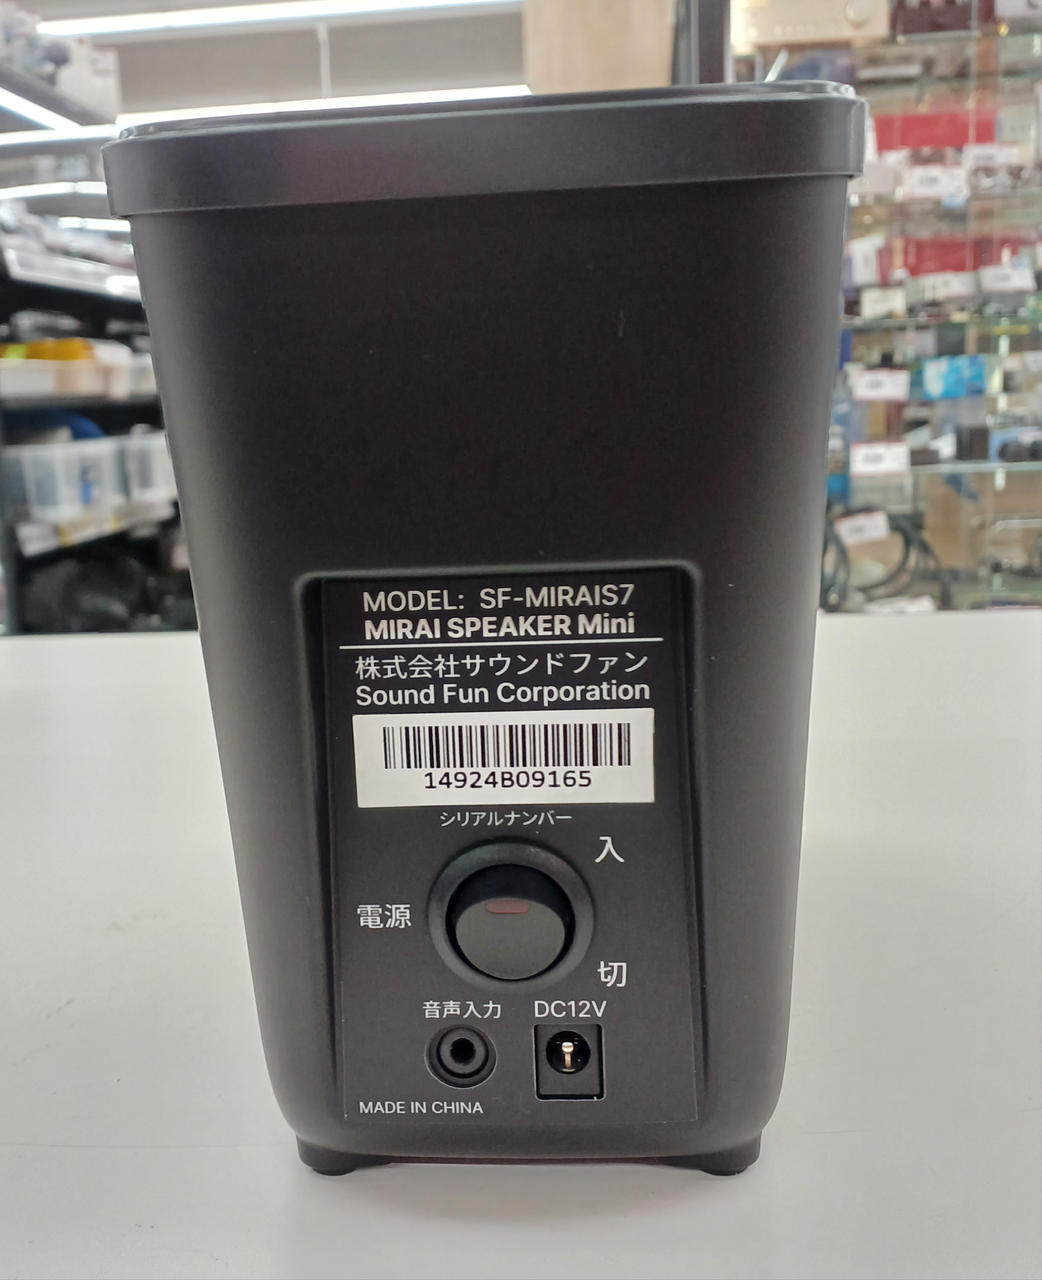 MODEL: SF-MIRAIS7
MIRAI SPEAKER Mini
株式会社サウンドファン
Sound Fun Corporation
14924B09165
シリアルナンバー
入
電源
切
音声入力 DC12V
MADE IN CHINA